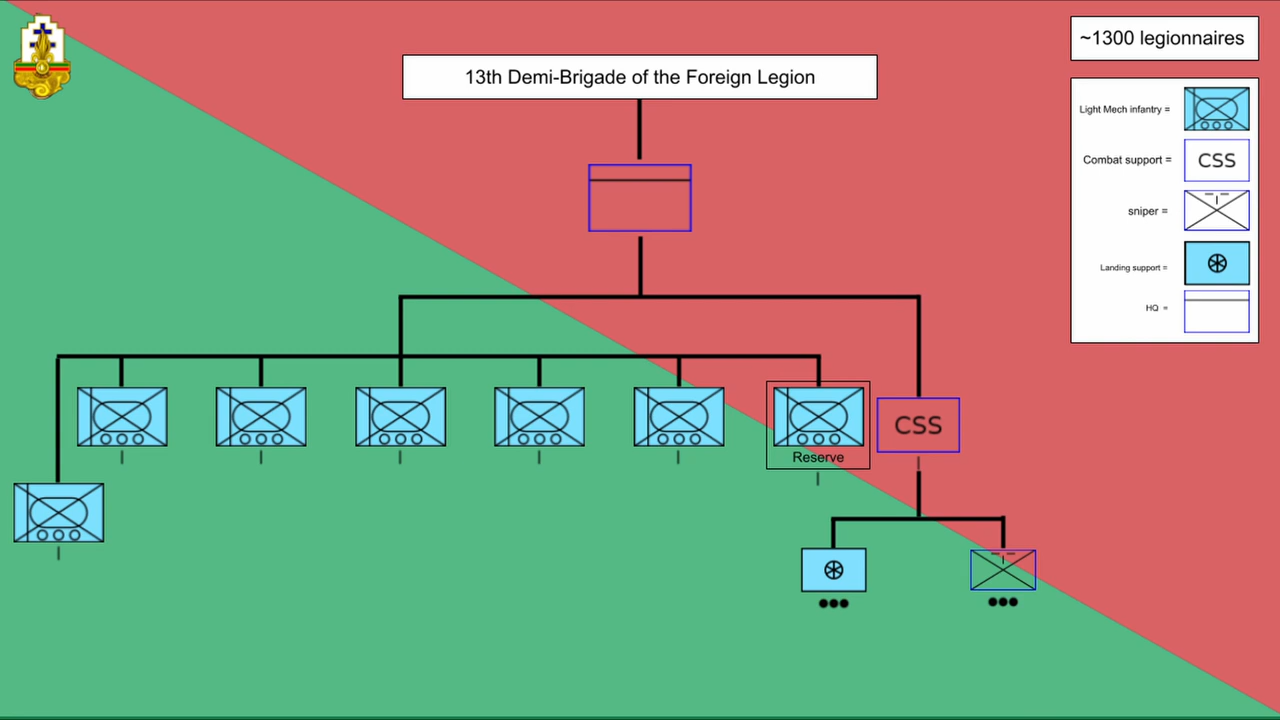 ~1300 legionnaires
13th Demi-Brigade of the Foreign Legion
Light Mech infantry =
Combat support =
CSS
sniper =
Landing support =
HQ =
Reserve
CSS